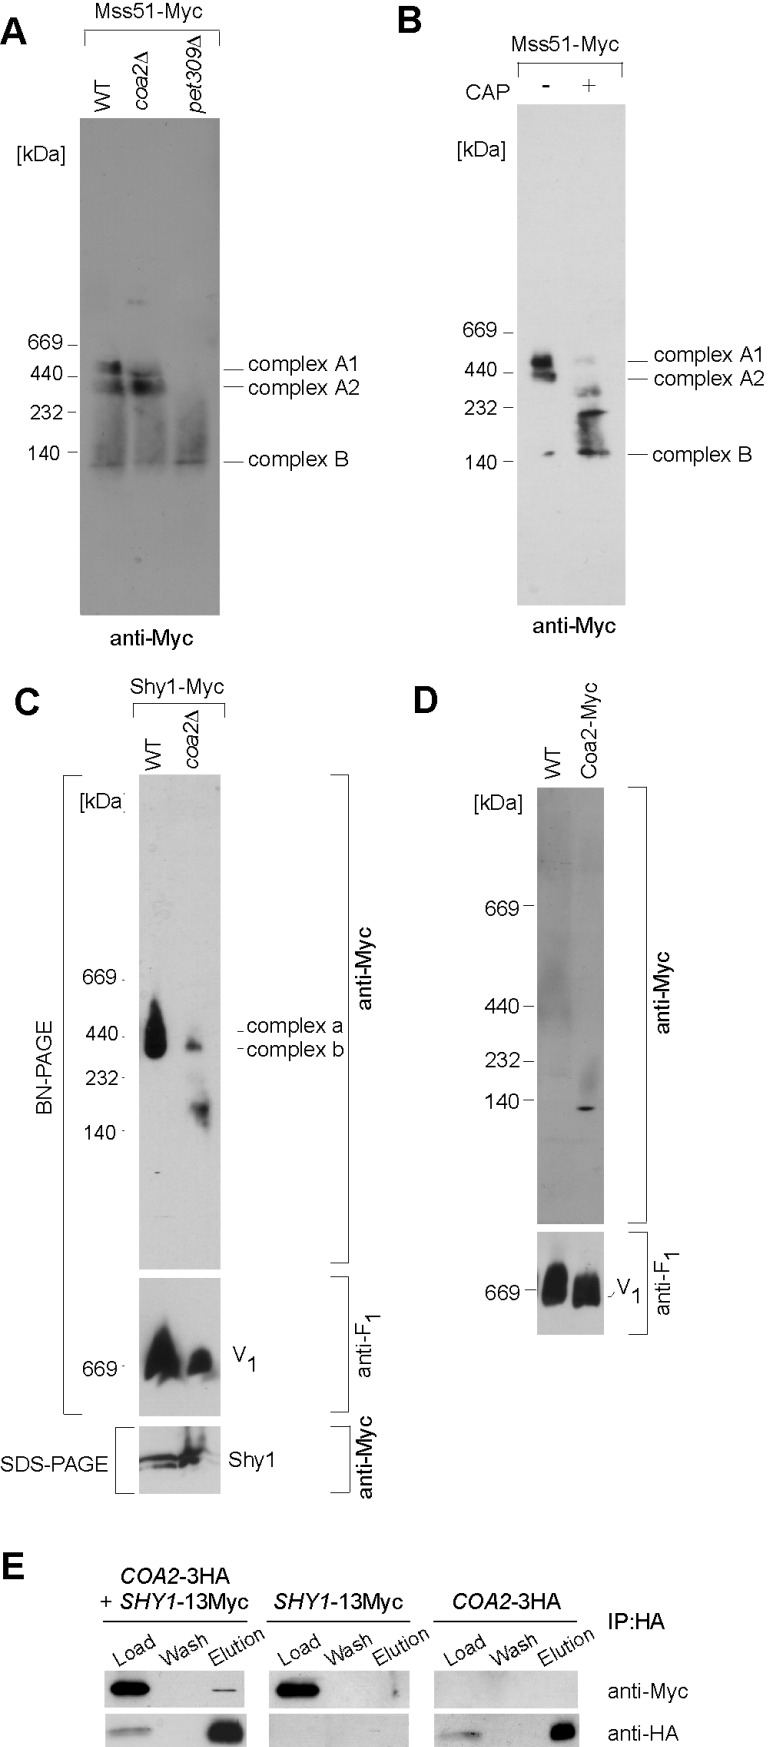 A
Mss51-Myc
WT
coa2Δ
pet309Δ
[kDa]
669
440
232
140
complex A1
complex A2
complex B
anti-Myc
B
Mss51-Myc
CAP - +
[kDa]
669
440
232
140
complex A1
complex A2
complex B
anti-Myc
C
Shy1-Myc
WT
coa2Δ
[kDa]
669
440
232
140
complex a
complex b
anti-Myc
BN-PAGE
669
V1
anti-F1
SDS-PAGE
Shy1
anti-Myc
D
WT
Coa2-Myc
[kDa]
669
440
232
140
anti-Myc
669
V1
anti-F1
E
COA2-3HA
+ SHY1-13Myc
SHY1-13Myc
COA2-3HA
IP:HA
Load Wash Elution
Load Wash Elution
Load Wash Elution
anti-Myc
anti-HA